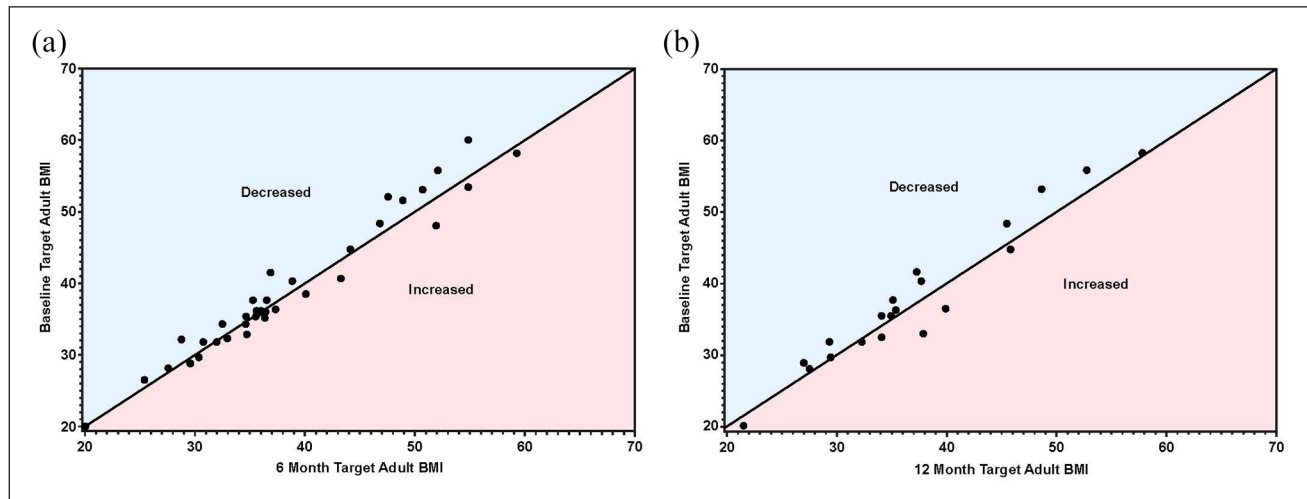 (a)
70
60
50
40
30
20
Baseline Target Adult BMI
Decreased
Increased
20 30 40 50 60 70
6 Month Target Adult BMI
(b)
70
60
50
40
30
20
Baseline Target Adult BMI
Decreased
Increased
20 30 40 50 60 70
12 Month Target Adult BMI